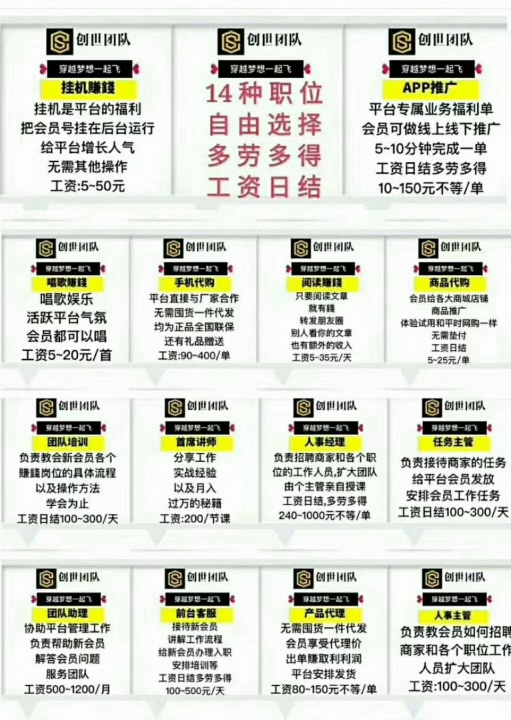 创世团队
穿越梦想一起飞
挂机賺錢
挂机是平台的福利
把会员号挂在后台运行
给平台增长人气
无需其他操作
工资:5~50元
创世团队
穿越梦想一起飞
14种职位
自由选择
多劳多得
工资日结
创世团队
穿越梦想一起飞
APP推广
平台专属业务福利单
会员可做线上线下推广
5~10分钟完成一单
工资日结多劳多得
10~150元不等/单
创世团队
穿越梦想一起飞
唱歌賺錢
唱歌娱乐
活跃平台气氛
会员都可以唱
工资5~20元/首
创世团队
穿越梦想一起飞
手机代购
平台直接与厂家合作
无需囤货一件代发
均为正品全国联保
还有礼品赠送
工资:90~400/单
创世团队
穿越梦想一起飞
阅读賺錢
只要阅读文章
就有錢
转发朋友圈
别人看你的文章
也有额外的收入
工资5~35元/天
创世团队
穿越梦想一起飞
商品代购
会员给各大商城店铺
商品推广
体验试用和平时网购一样
无需垫付
工资日结
5~25元/单
创世团队
穿越梦想一起飞
团队培训
负责教会新会员各个
賺錢岗位的具体流程
以及操作方法
学会为止
工资日结100~300/天
创世团队
穿越梦想一起飞
首席讲师
分享工作
实战经验
以及月入
过万的秘籍
工资:200/节课
创世团队
穿越梦想一起飞
人事经理
负责招聘商家和各个职
位的工作人员,扩大团队
由个主管亲自授课
工资日结,多劳多得
240~1000元不等/单
创世团队
穿越梦想一起飞
任务主管
负责接待商家的任务
给平台会员发放
安排会员工作任务
工资日结100~300/天
创世团队
穿越梦想一起飞
团队助理
协助平台管理工作
负责帮助新会员
解答会员问题
服务团队
工资500~1200/月
创世团队
穿越梦想一起飞
前台客服
接待新会员
讲解工作流程
给新会员办理入职
安排培训等
工资日结多劳多得
100~500元/天
创世团队
穿越梦想一起飞
产品代理
无需囤货一件代发
会员享受代理价
出单賺取利利润
平台安排发货
工资80~150元不等/单
创世团队
穿越梦想一起飞
人事主管
负责教会员如何招聘
商家和各个职位工作
人员扩大团队
工资:100~300/天